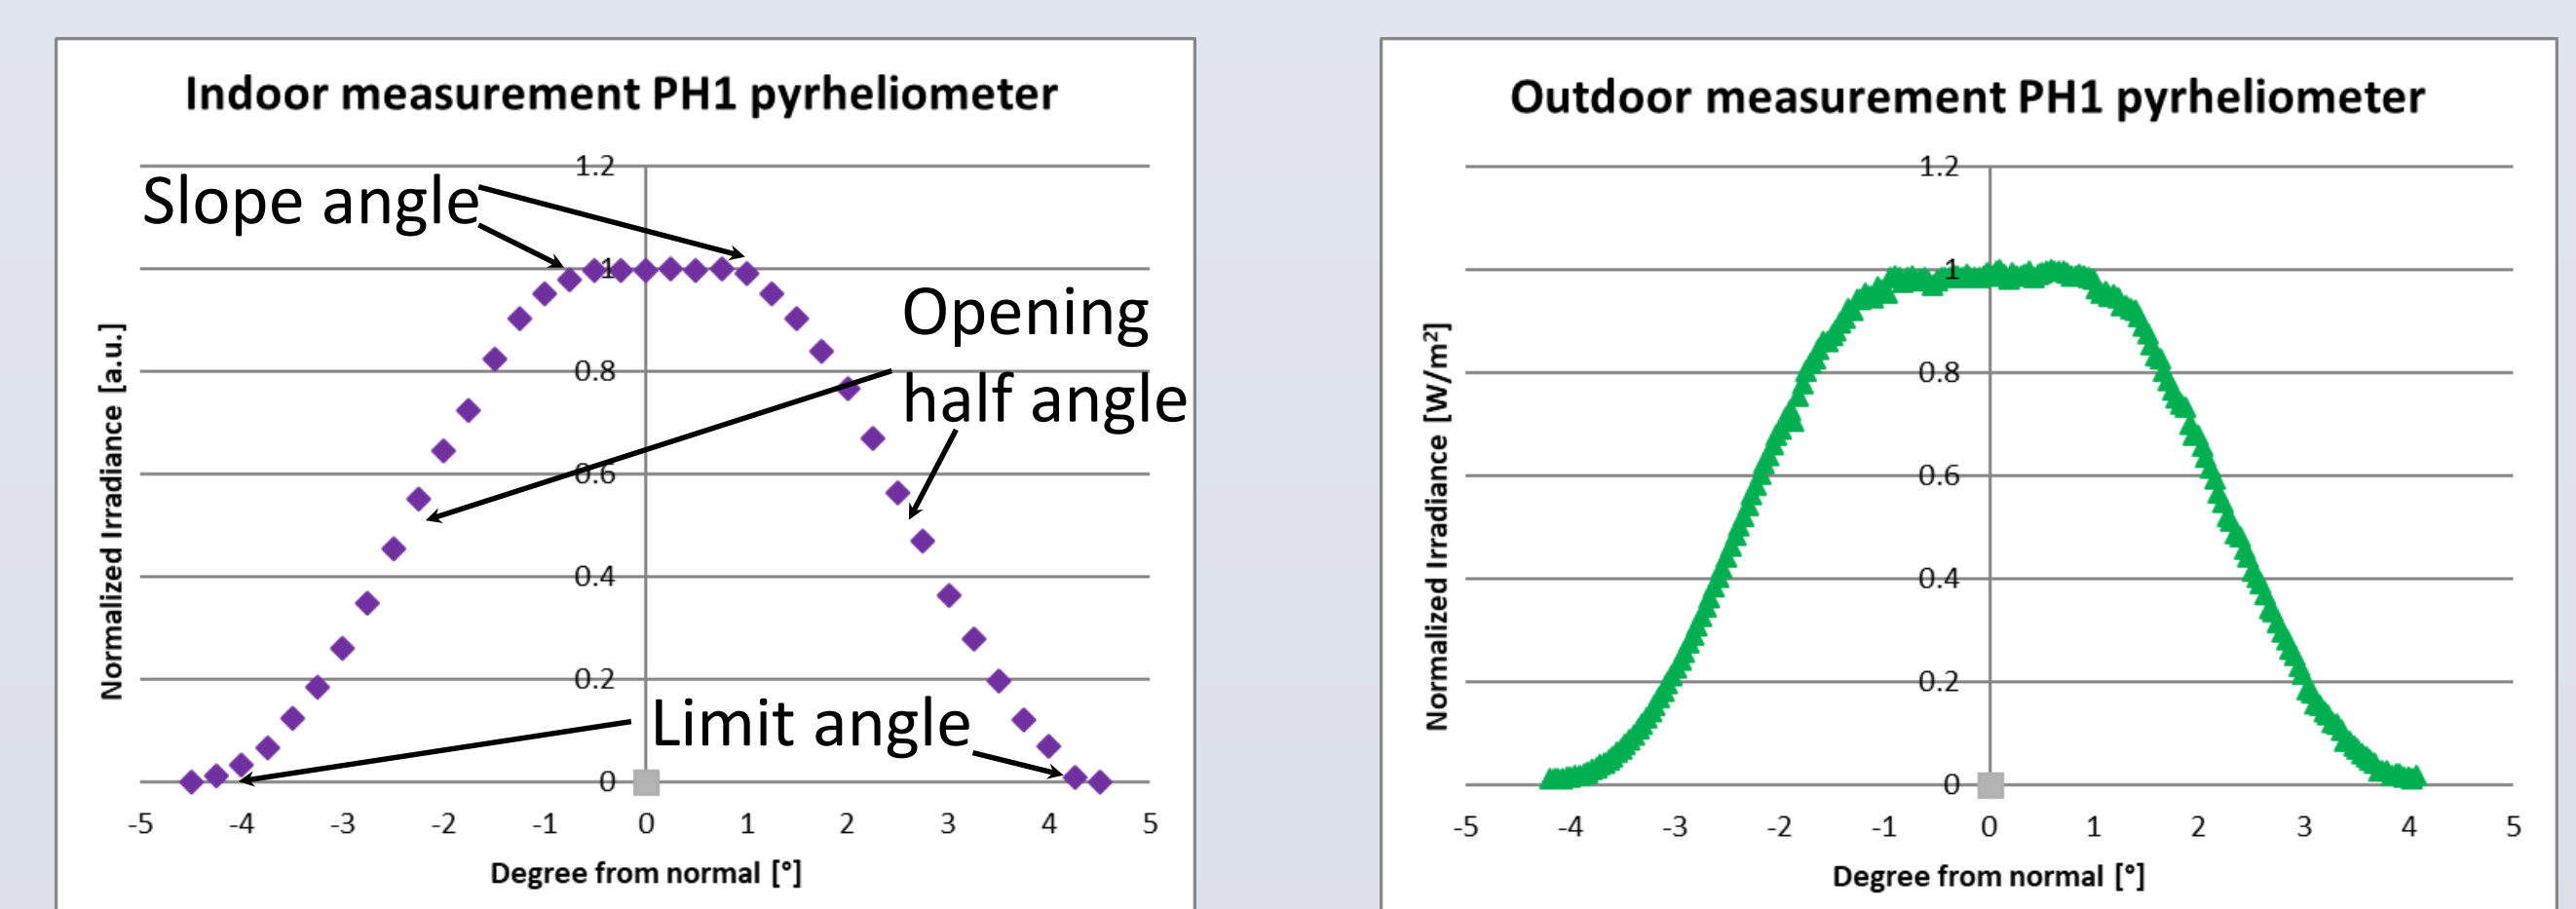 Indoor measurement PH1 pyrheliometer
1.2
Slope angle
1
Opening
0.8
half angle
0.6
0.4
0.2
Limit angle
0
-5 -4 -3 -2 -1 0 1 2 3 4 5
Degree from normal [°]
Normalized Irradiance [a.u.]
Outdoor measurement PH1 pyrheliometer
1.2
1
0.8
0.6
0.4
0.2
0
-5 -4 -3 -2 -1 0 1 2 3 4 5
Degree from normal [°]
Normalized Irradiance [W/m²]